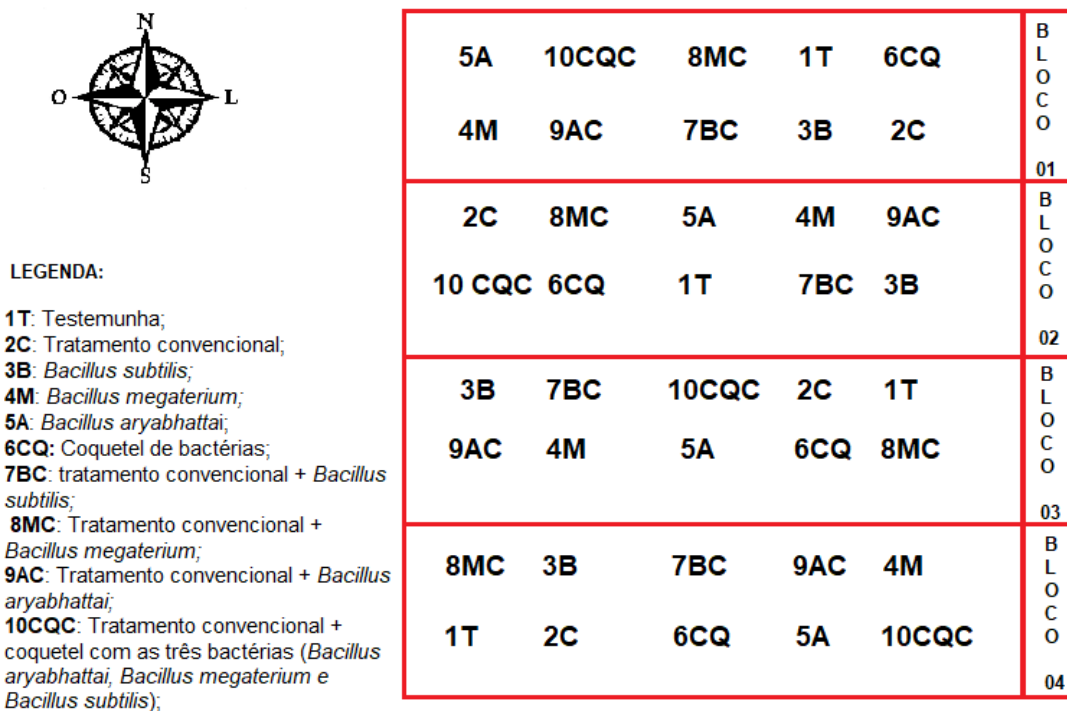 N
O
L
S
LEGENDA:
1T: Testemunha;
2C: Tratamento convencional;
3B: Bacillus subtilis;
4M: Bacillus megaterium;
5A: Bacillus aryabhattai;
6CQ: Coquetel de bactérias;
7BC: tratamento convencional + Bacillus
subtilis;
8MC: Tratamento convencional +
Bacillus megaterium;
9AC: Tratamento convencional + Bacillus
aryabhattai;
10CQC: Tratamento convencional +
coquetel com as três bactérias (Bacillus
aryabhattai, Bacillus megaterium e
Bacillus subtilis);
5A 10CQC 8MC 1T 6CQ
4M 9AC 7BC 3B 2C
BLOCO
01
2C 8MC 5A 4M 9AC
10 CQC 6CQ 1T 7BC 3B
BLOCO
02
3B 7BC 10CQC 2C 1T
9AC 4M 5A 6CQ 8MC
BLOCO
03
8MC 3B 7BC 9AC 4M
1T 2C 6CQ 5A 10CQC
BLOCO
04